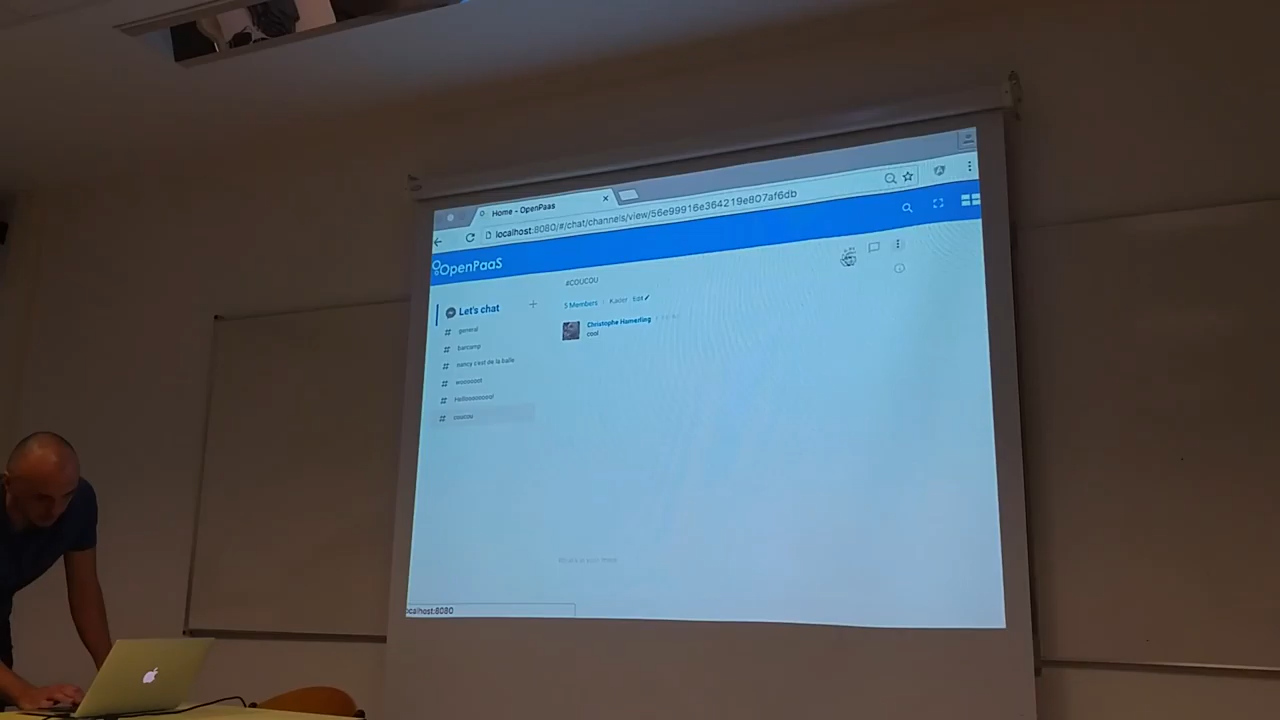 Home - OpenPaaS
localhost:8080/#/chat/channels/view/56e99916e364219e807af6db
OpenPaaS
Let's chat
#COUCOU
5 Members
Edit
# general
# barcamp
# nancy c'est de la balle
# coucou
Christophe Hamerling
cool
ocalhost:8080